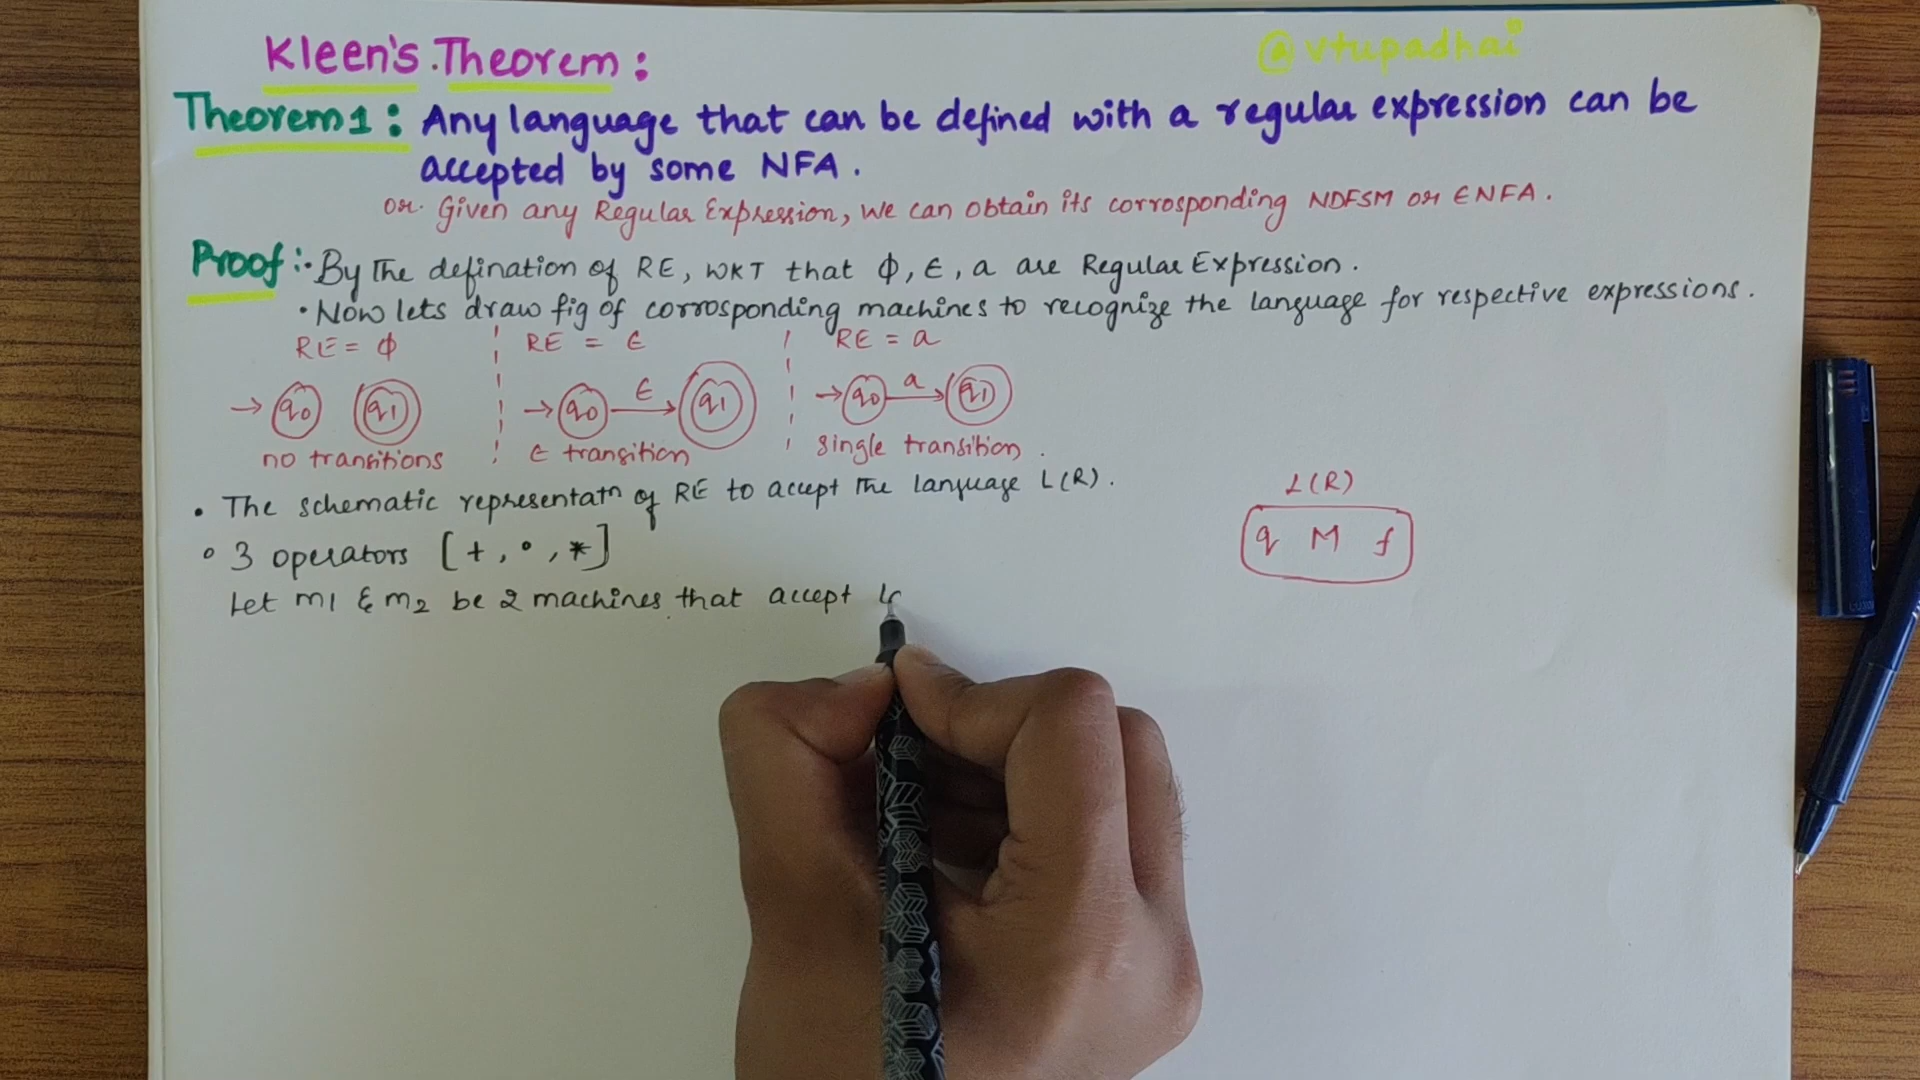 Kleen's Theorem:
@vtupadhai
Theorem1: Any language that can be defined with a regular expression can be
accepted by some NFA.
or. Given any Regular Expression, we can obtain its corrosponding NDFSM or ϵNFA.
Proof:• By The defination of RE, WKT that ϕ, ϵ, a are Regular Expression.
• Now lets draw fig of corrosponding machines to recognize the language for respective expressions.
RE = ϕ
RE = ϵ
RE = a
→ q0 q1
→ q0 ϵ → q1
→ q0 a → q1
no transitions
ϵ transition
single transition.
• The schematic representatn of RE to accept The language L(R).
L(R)
q M f
• 3 operators [+, •, *]
Let m1 & m2 be 2 machines that accept